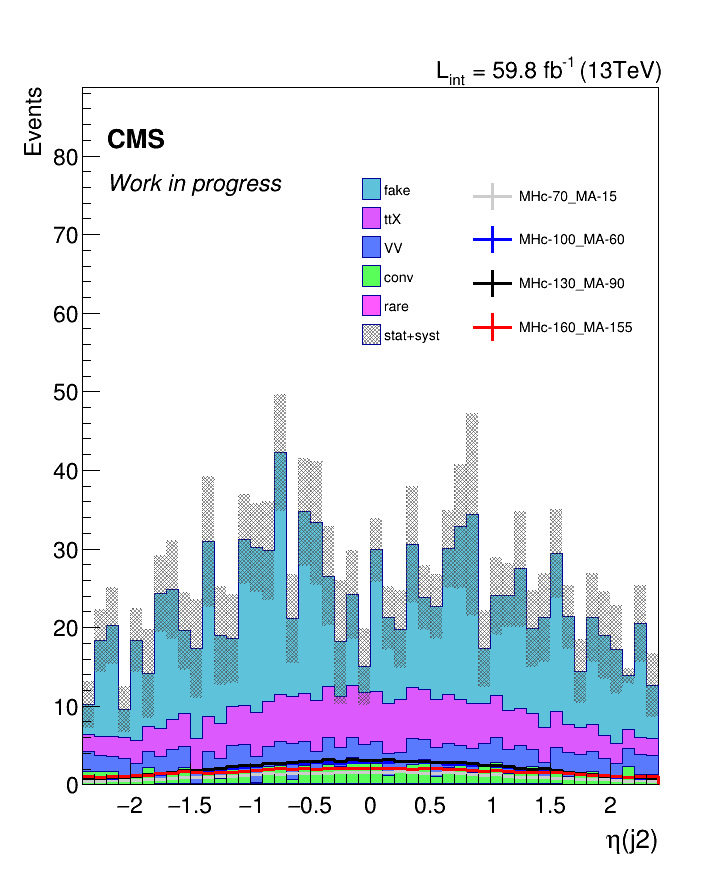 L_int = 59.8 fb^-1 (13TeV)
Events
CMS
Work in progress
fake
ttX
VV
conv
rare
stat+syst
MHc-70_MA-15
MHc-100_MA-60
MHc-130_MA-90
MHc-160_MA-155
80
70
60
50
40
30
20
10
0
−2 −1.5 −1 −0.5 0 0.5 1 1.5 2
η(j2)